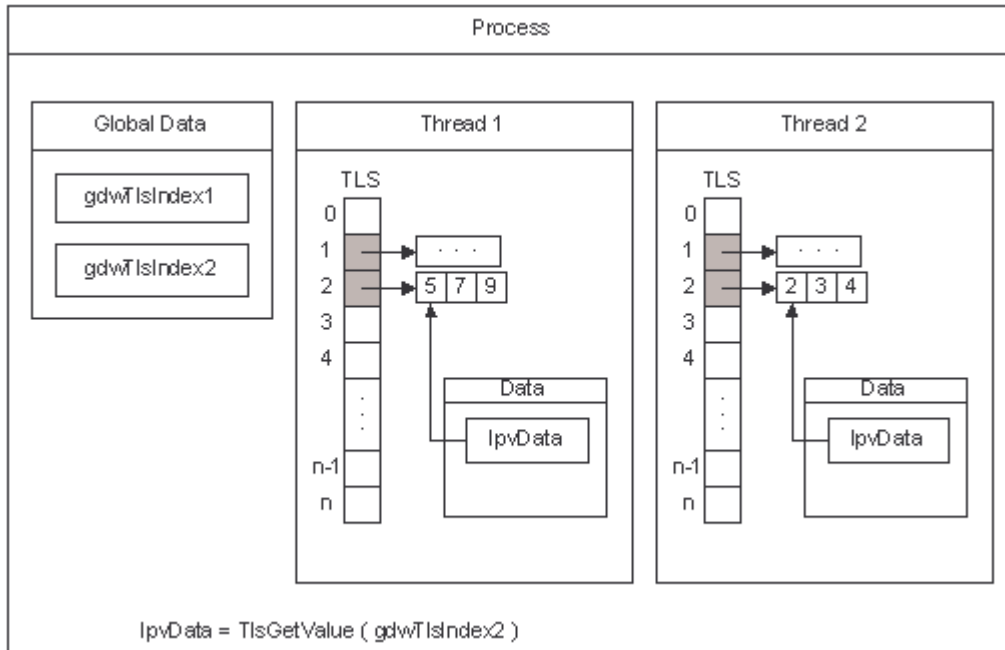 Process
Global Data
gdwTlsIndex1
gdwTlsIndex2
Thread 1
TLS
0
1 · · ·
2 5 7 9
3
4
Data
lpvData
n-1
n
Thread 2
TLS
0
1 · · ·
2 2 3 4
3
4
Data
lpvData
n-1
n
lpvData = TlsGetValue ( gdwTlsIndex2 )